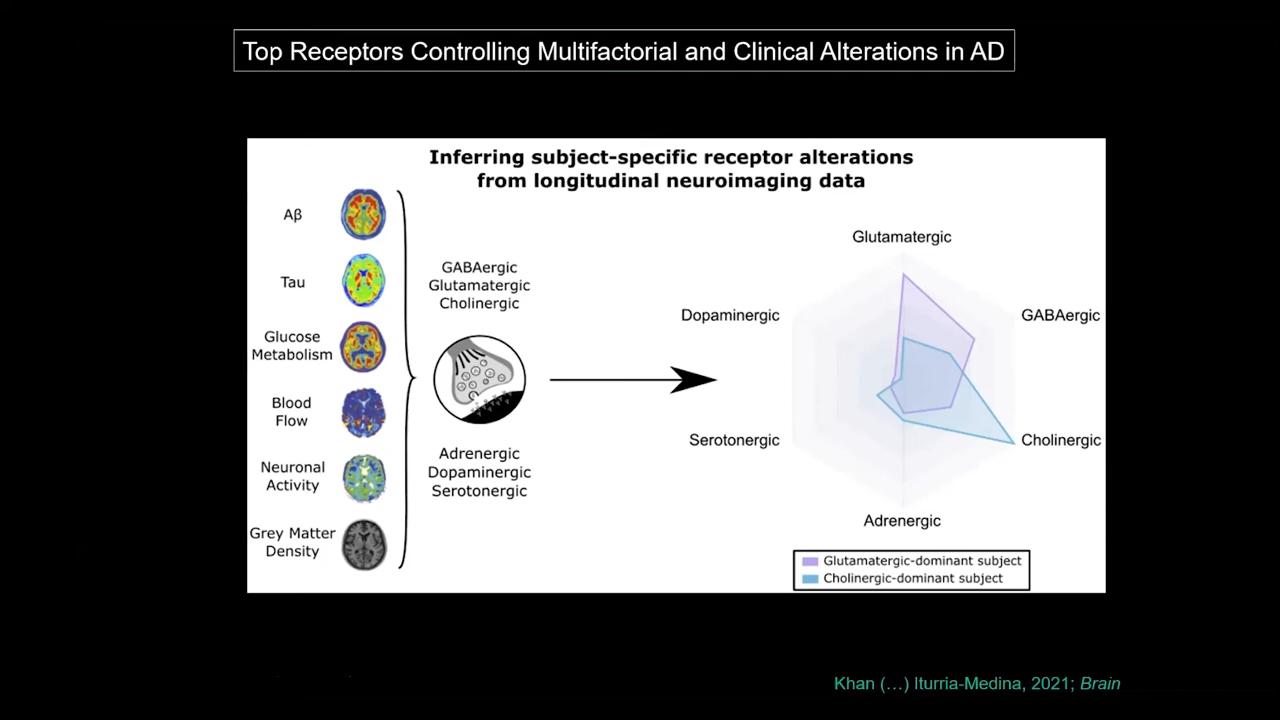 Top Receptors Controlling Multifactorial and Clinical Alterations in AD
Inferring subject-specific receptor alterations
from longitudinal neuroimaging data
Aβ
Tau
Glucose
Metabolism
Blood
Flow
Neuronal
Activity
Grey Matter
Density
GABAergic
Glutamatergic
Cholinergic
Adrenergic
Dopaminergic
Serotonergic
Glutamatergic
Dopaminergic
GABAergic
Serotonergic
Cholinergic
Adrenergic
Glutamatergic-dominant subject
Cholinergic-dominant subject
Khan (…) Iturria-Medina, 2021; Brain